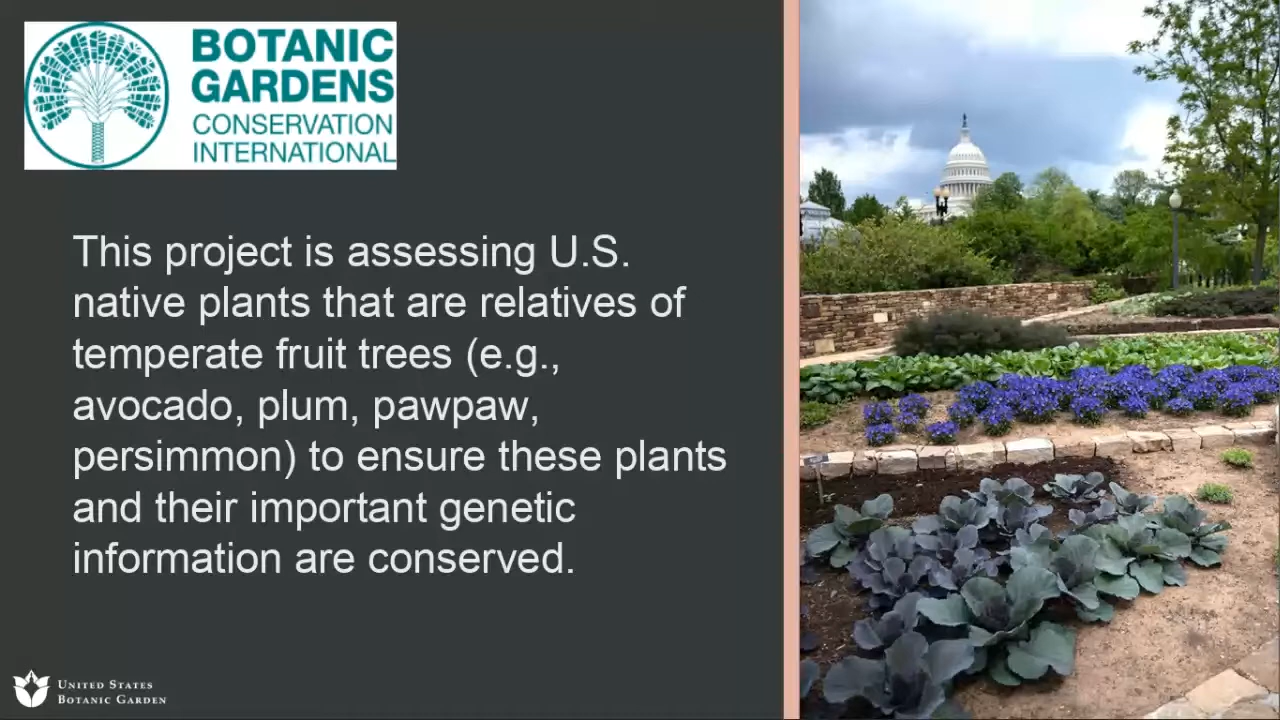 BOTANIC
GARDENS
CONSERVATION
INTERNATIONAL
This project is assessing U.S.
native plants that are relatives of
temperate fruit trees (e.g.,
avocado, plum, pawpaw,
persimmon) to ensure these plants
and their important genetic
information are conserved.
UNITED STATES
BOTANIC GARDEN